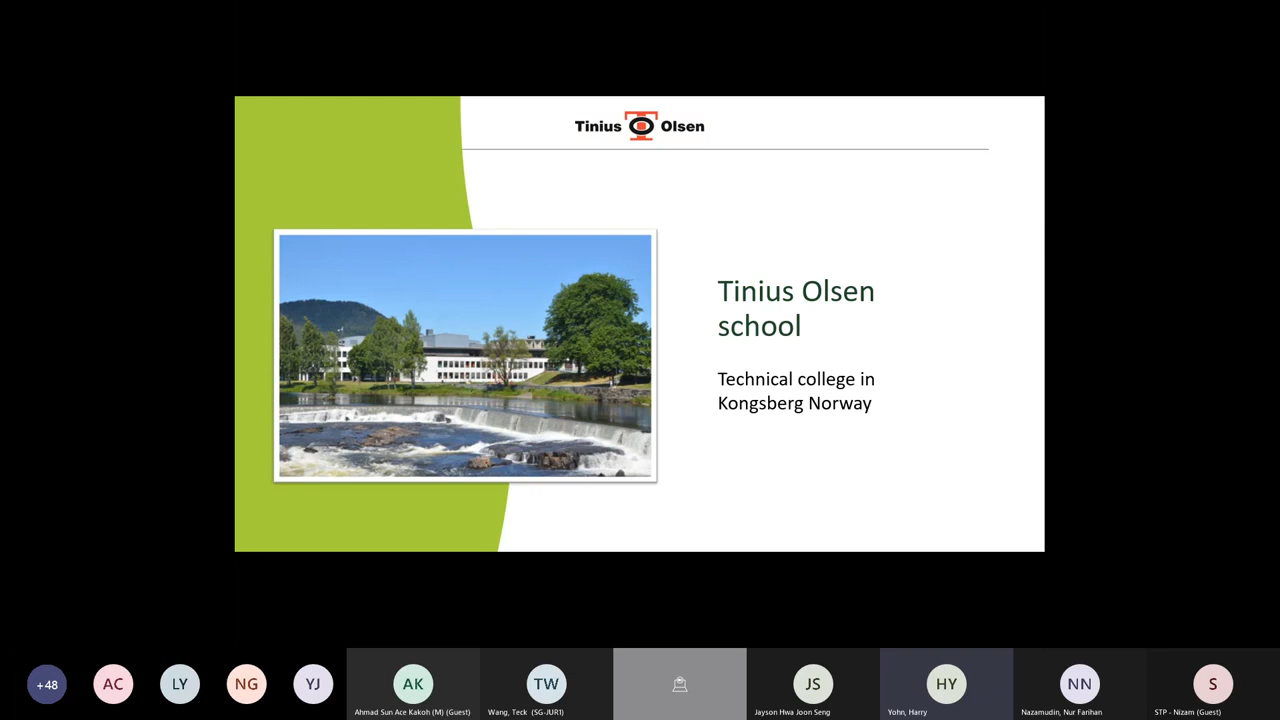 Tinius Olsen
Tinius Olsen
school
Technical college in
Kongsberg Norway
+48
AC
LY
NG
YJ
AK
TW
JS
HY
NN
S
Ahmad Sun Ace Kakoh (M) (Guest)
Wang, Teck (SG-JUR1)
Jayson Hwa Joon Seng
Yohn, Harry
Nazamudin, Nur Farihan
STP - Nizam (Guest)